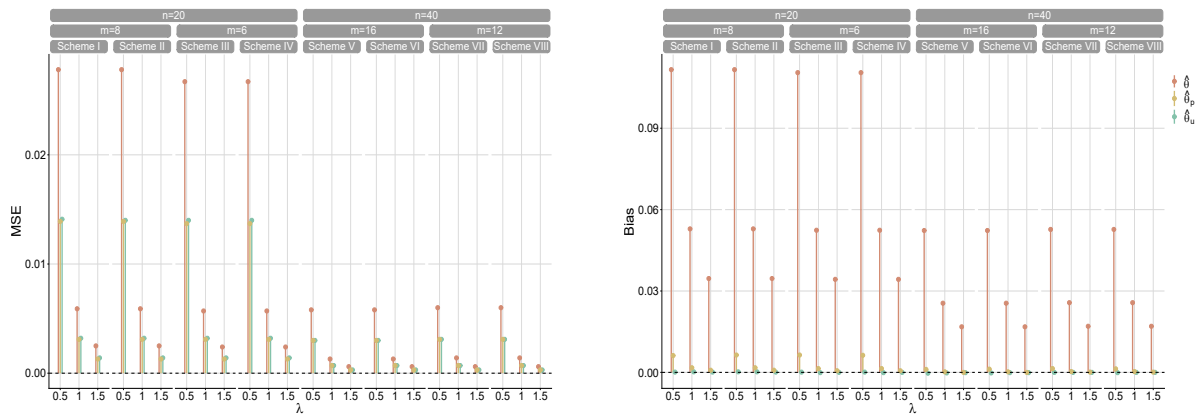 n=20 n=40
m=8 m=6 m=16 m=12
Scheme I Scheme II Scheme III Scheme IV Scheme V Scheme VI Scheme VII Scheme VIII
0.02
0.01
0.00
MSE
0.5 1 1.5 0.5 1 1.5 0.5 1 1.5 0.5 1 1.5 0.5 1 1.5 0.5 1 1.5 0.5 1 1.5 0.5 1 1.5
λ
n=20 n=40
m=8 m=6 m=16 m=12
Scheme I Scheme II Scheme III Scheme IV Scheme V Scheme VI Scheme VII Scheme VIII
0.09
0.06
0.03
0.00
Bias
0.5 1 1.5 0.5 1 1.5 0.5 1 1.5 0.5 1 1.5 0.5 1 1.5 0.5 1 1.5 0.5 1 1.5 0.5 1 1.5
λ
θ̂
θ̂p
θ̂u